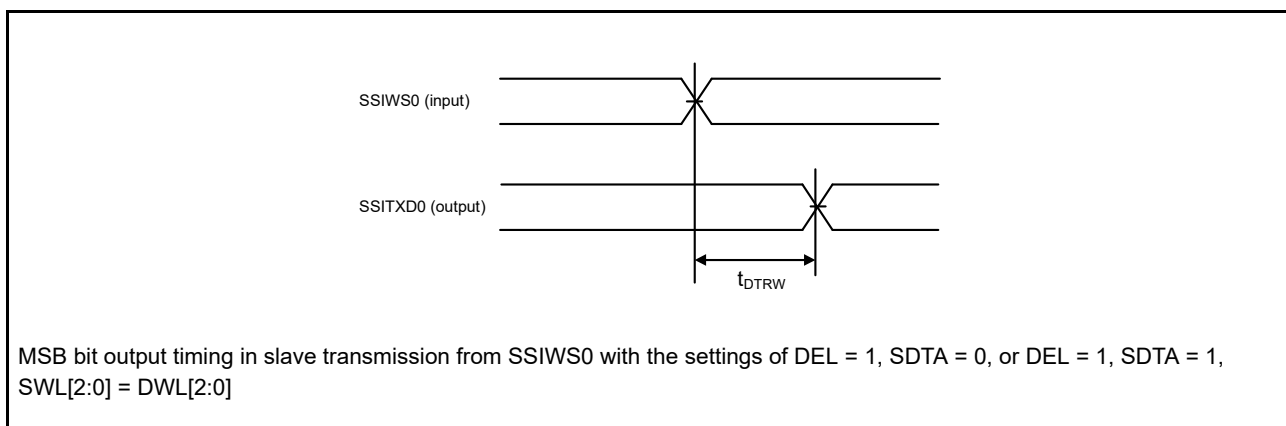 SSIWS0 (input)
SSITXD0 (output)
tDTRW
MSB bit output timing in slave transmission from SSIWS0 with the settings of DEL = 1, SDTA = 0, or DEL = 1, SDTA = 1,
SWL[2:0] = DWL[2:0]